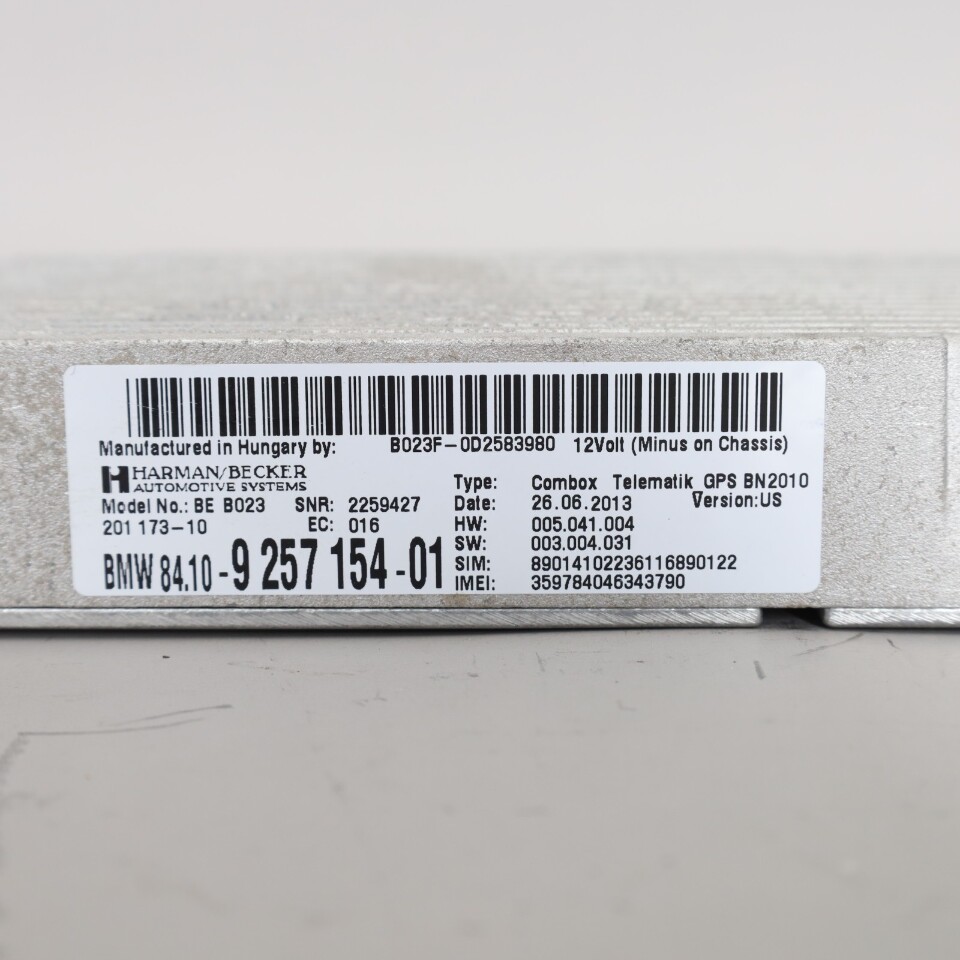 Manufactured in Hungary by: B023F-0D2583980 12Volt (Minus on Chassis)
HARMAN/BECKER
AUTOMOTIVE SYSTEMS
Model No.: BE B023 SNR: 2259427
201 173-10 EC: 016
BMW 84.10 -9 257 154 -01
Type: Combox Telematik GPS BN2010
Date: 26.06.2013 Version: US
HW: 005.041.004
SW: 003.004.031
SIM: 89014102236116890122
IMEI: 359784046343790